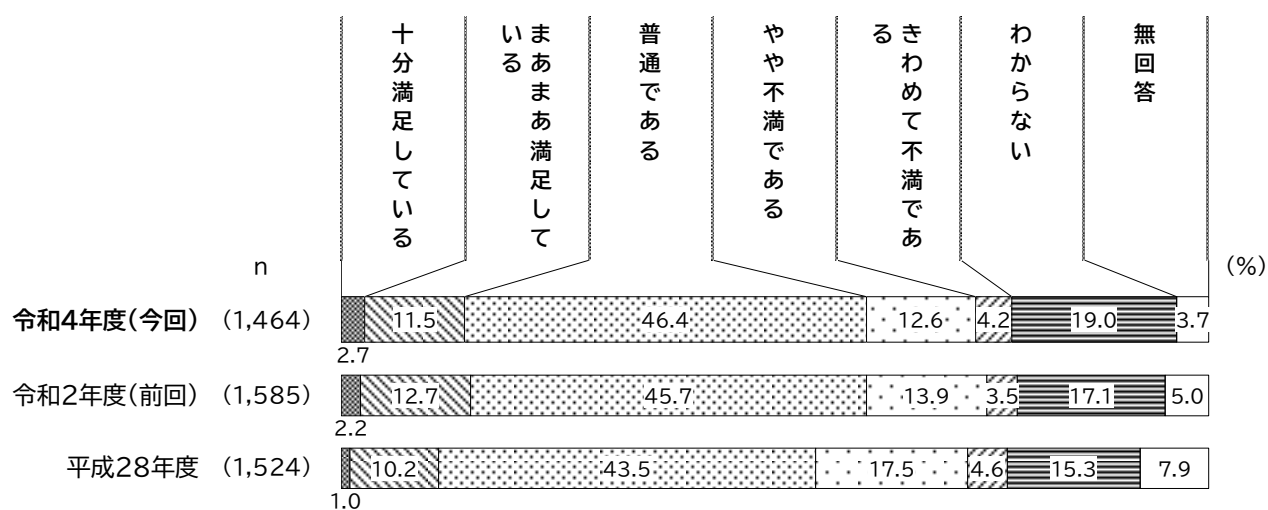 十分満足している
まあまあ満足して
いる
普通である
やや不満である
きわめて不満であ
る
わからない
無回答
n
(%)
令和4年度(今回) (1,464) 11.5 46.4 12.6 4.2 19.0 3.7
2.7
令和2年度(前回) (1,585) 12.7 45.7 13.9 3.5 17.1 5.0
2.2
平成28年度 (1,524) 10.2 43.5 17.5 4.6 15.3 7.9
1.0